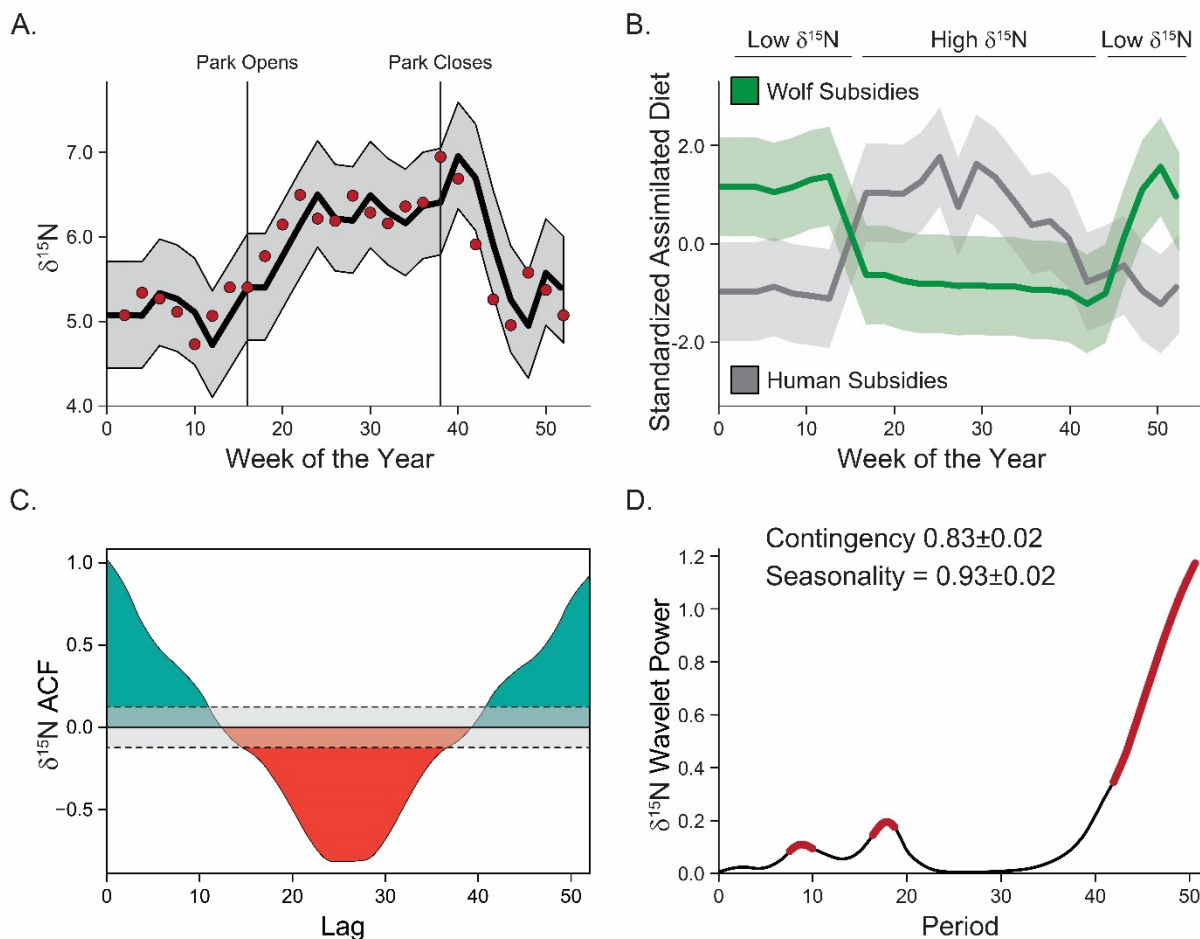 A.
Park Opens
Park Closes
δ¹⁵N
7.0
6.0
5.0
4.0
0
10
20
30
40
50
Week of the Year
B.
Low δ¹⁵N
High δ¹⁵N
Low δ¹⁵N
Wolf Subsidies
Standardized Assimilated Diet
2.0
0.0
-2.0
Human Subsidies
0
10
20
30
40
50
Week of the Year
C.
δ¹⁵N ACF
1.0
0.5
0.0
−0.5
0
10
20
30
40
50
Lag
D.
Contingency 0.83±0.02
Seasonality = 0.93±0.02
δ¹⁵N Wavelet Power
1.2
1.0
0.8
0.6
0.4
0.2
0.0
0
10
20
30
40
50
Period